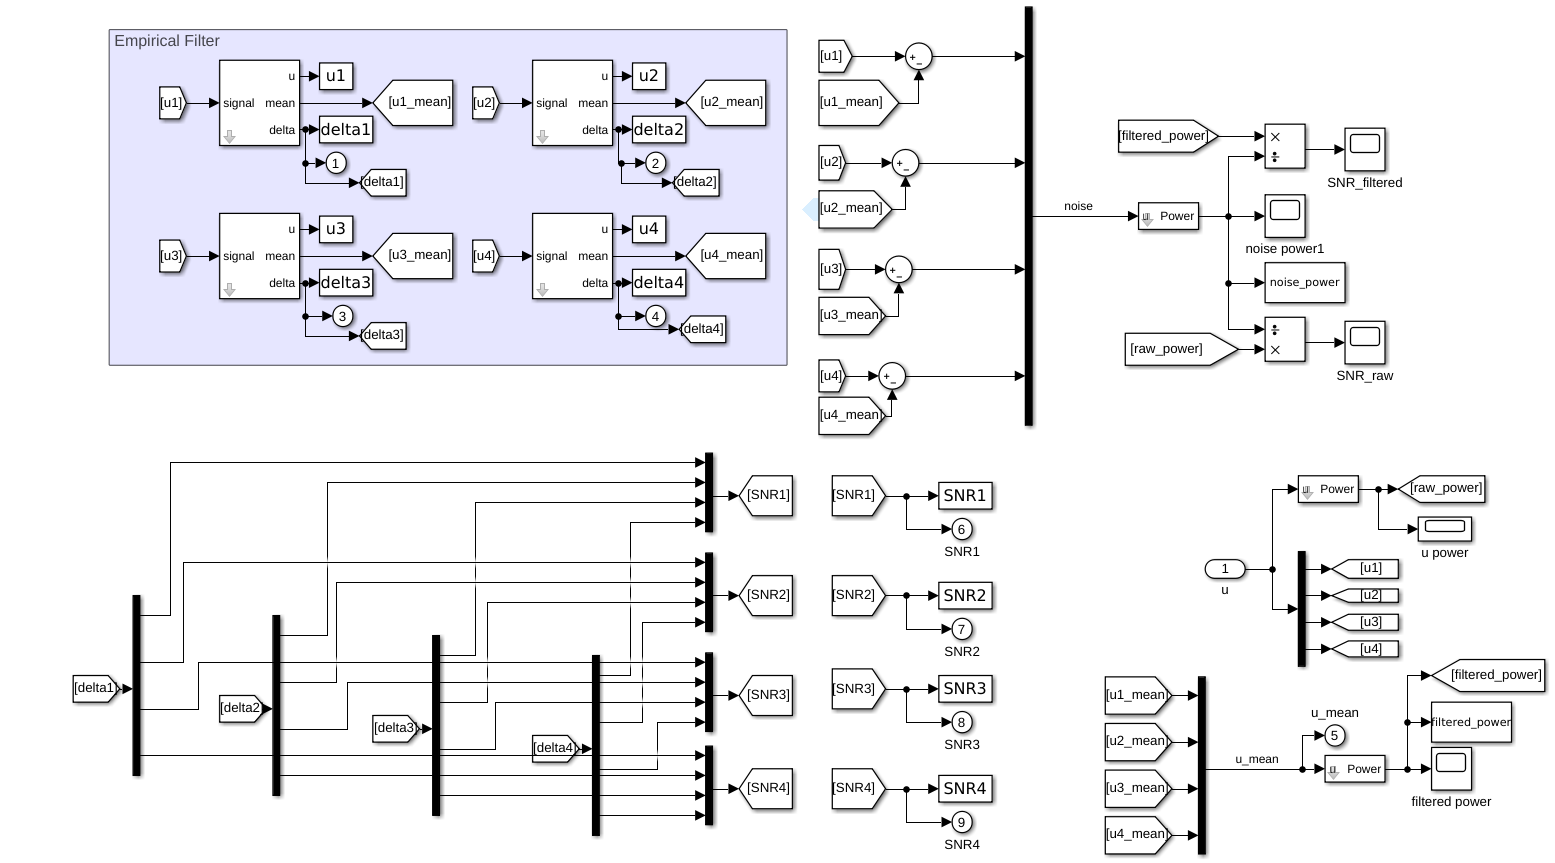 Empirical Filter
[u1]
signal
u
mean
delta
u1
[u1_mean]
delta1
1
[delta1]
[u2]
signal
u
mean
delta
u2
[u2_mean]
delta2
2
[delta2]
[u3]
signal
u
mean
delta
u3
[u3_mean]
delta3
3
[delta3]
[u4]
signal
u
mean
delta
u4
[u4_mean]
delta4
4
[delta4]
[u1]
+
−
[u1_mean]
[u2]
+
−
[u2_mean]
[u3]
+
−
[u3_mean]
[u4]
+
−
[u4_mean]
noise
u Power
[filtered_power]
×
÷
SNR_filtered
noise power1
noise_power
[raw_power]
÷
×
SNR_raw
[delta1]
[delta2
[delta3]
[delta4]
[SNR1]
[SNR2]
[SNR3]
[SNR4]
[SNR1]
SNR1
6
SNR1
[SNR2]
SNR2
7
SNR2
[SNR3]
SNR3
8
SNR3
[SNR4]
SNR4
9
SNR4
1
u
u Power
[raw_power]
u power
[u1]
[u2]
[u3]
[u4]
[u1_mean]
[u2_mean]
[u3_mean]
[u4_mean]
u_mean
u_mean
5
u Power
[filtered_power]
filtered_power
filtered power